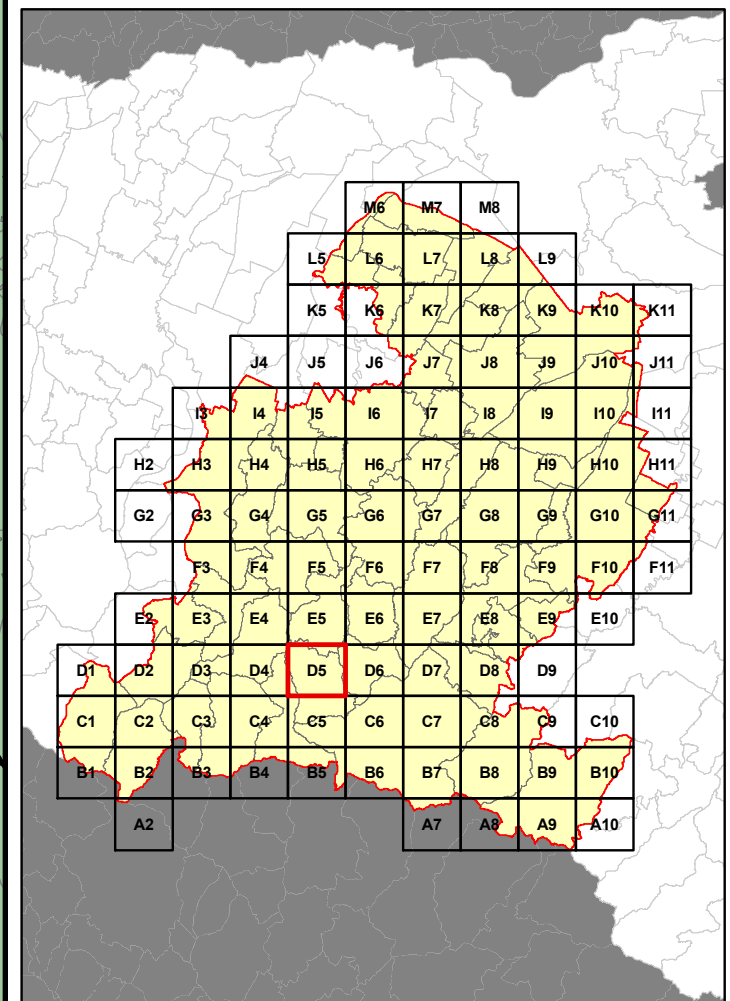 M6 M7 M8
L5 L6 L7 L8 L9
K5 K6 K7 K8 K9 K10 K11
J4 J5 J6 J7 J8 J9 J10 J11
I3 I4 I5 I6 I7 I8 I9 I10 I11
H2 H3 H4 H5 H6 H7 H8 H9 H10 H11
G2 G3 G4 G5 G6 G7 G8 G9 G10 G11
F3 F4 F5 F6 F7 F8 F9 F10 F11
E2 E3 E4 E5 E6 E7 E8 E9 E10
D1 D2 D3 D4 D5 D6 D7 D8 D9
C1 C2 C3 C4 C5 C6 C7 C8 C9 C10
B1 B2 B3 B4 B5 B6 B7 B8 B9 B10
A2 A7 A8 A9 A10